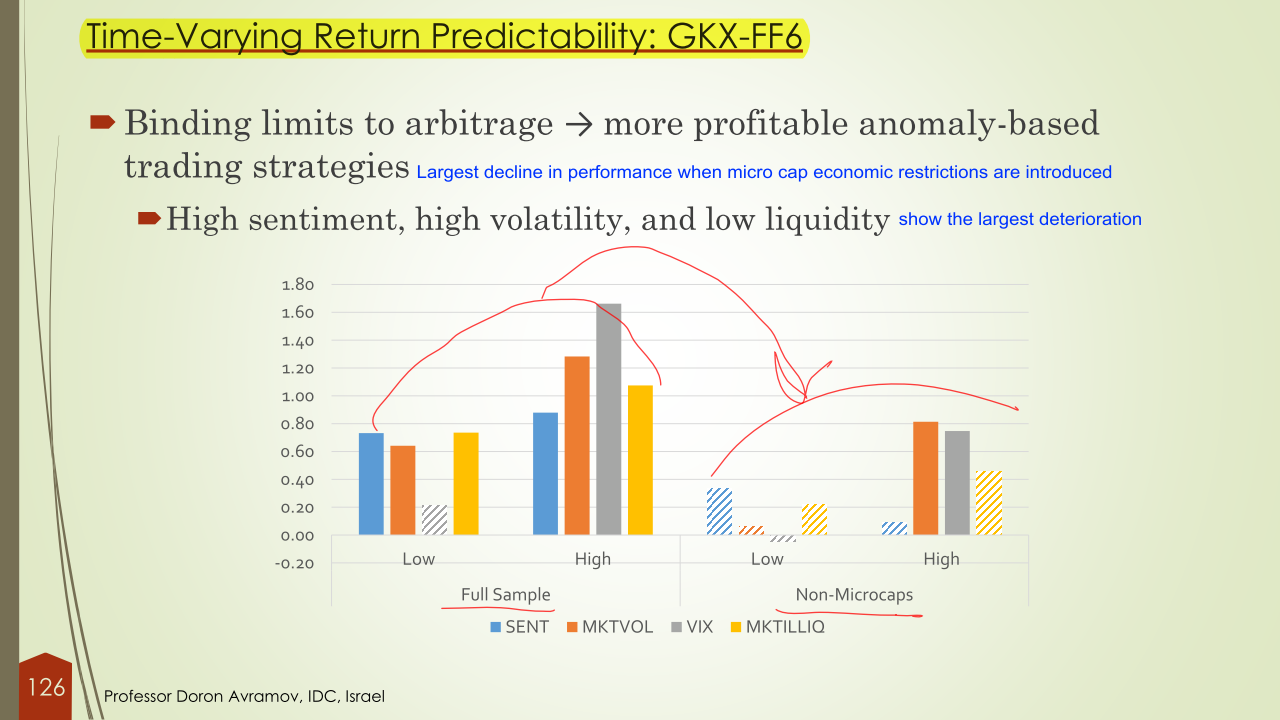 Time-Varying Return Predictability: GKX-FF6
Binding limits to arbitrage → more profitable anomaly-based
trading strategies Largest decline in performance when micro cap economic restrictions are introduced
High sentiment, high volatility, and low liquidity show the largest deterioration
1.80
1.60
1.40
1.20
1.00
0.80
0.60
0.40
0.20
0.00
-0.20
Low High Low High
Full Sample Non-Microcaps
SENT MKTVOL VIX MKTILLIQ
126
Professor Doron Avramov, IDC, Israel